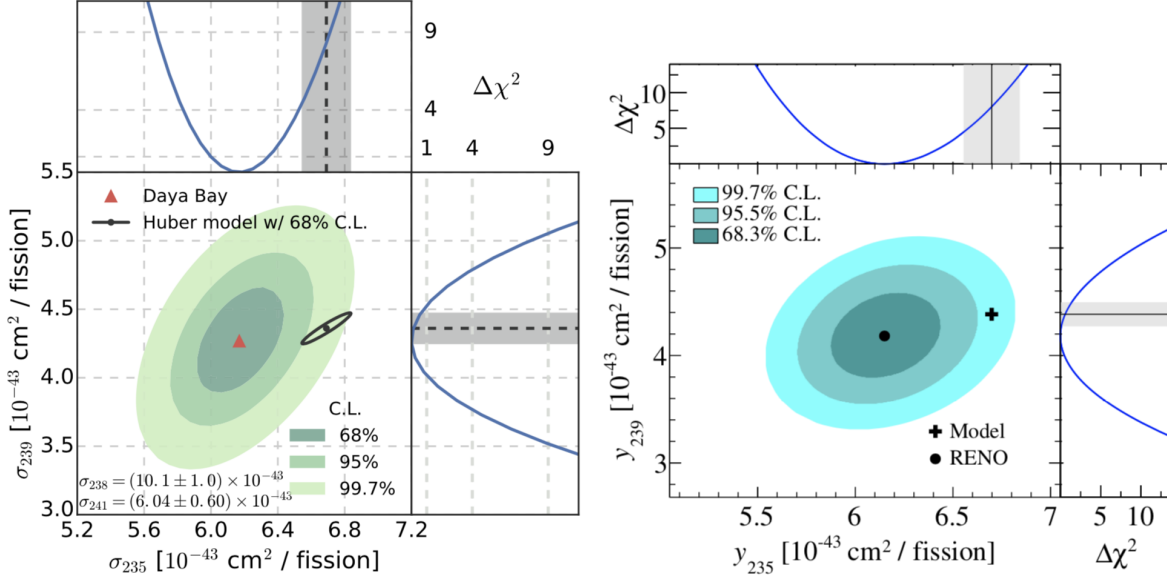 9
Δχ²
4
1 4 9
5.5
Daya Bay
Huber model w/ 68% C.L.
5.0
4.5
4.0
3.5
3.0
σ₂₃₉ [10⁻⁴³ cm² / fission]
C.L.
68%
95%
99.7%
σ₂₃₈ = (10.1 ± 1.0) × 10⁻⁴³
σ₂₄₁ = (6.04 ± 0.60) × 10⁻⁴³
5.2 5.6 6.0 6.4 6.8 7.2
σ₂₃₅ [10⁻⁴³ cm² / fission]
Δχ²
10
5
99.7% C.L.
95.5% C.L.
68.3% C.L.
y₂₃₉ [10⁻⁴³ cm² / fission]
5
4
3
Model
RENO
5.5 6 6.5 7
5 10
y₂₃₅ [10⁻⁴³ cm² / fission]
Δχ²